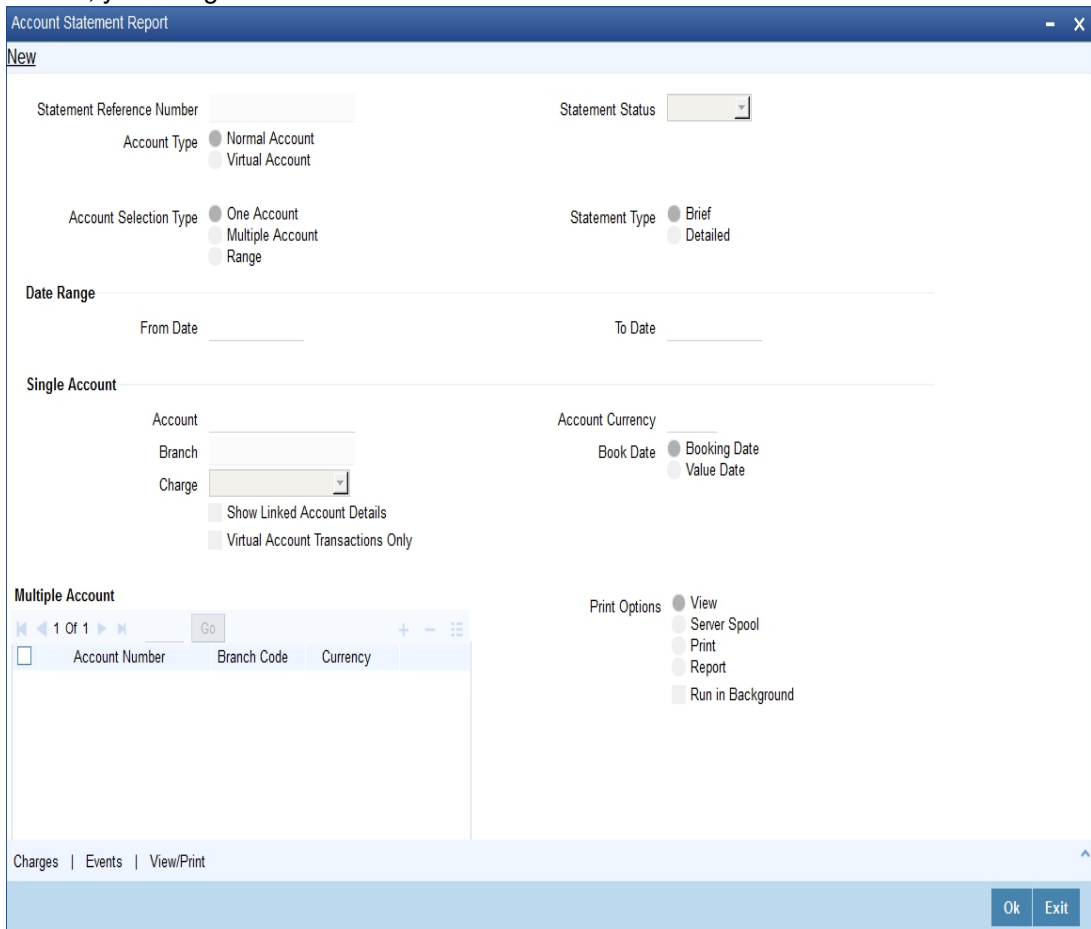 Account Statement Report
New
Statement Reference Number
Statement Status
Account Type
Normal Account
Virtual Account
Account Selection Type
One Account
Multiple Account
Range
Statement Type
Brief
Detailed
Date Range
From Date
To Date
Single Account
Account
Account Currency
Branch
Book Date
Booking Date
Value Date
Charge
Show Linked Account Details
Virtual Account Transactions Only
Multiple Account
1 Of 1
Go
Account Number Branch Code Currency
Print Options
View
Server Spool
Print
Report
Run in Background
Charges | Events | View/Print
Ok Exit